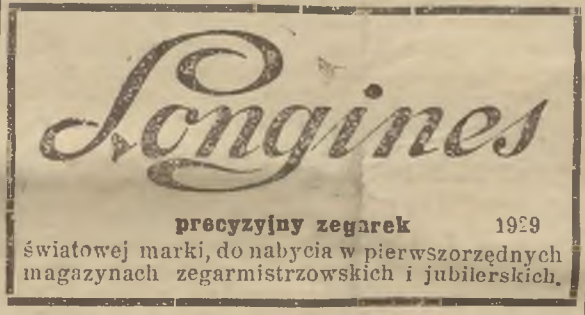 Longines
precyzyjny zegarek 1929
światowej marki, do nabycia w pierwszorzędnych
magazynach zegarmistrzowskich i jubilerskich.